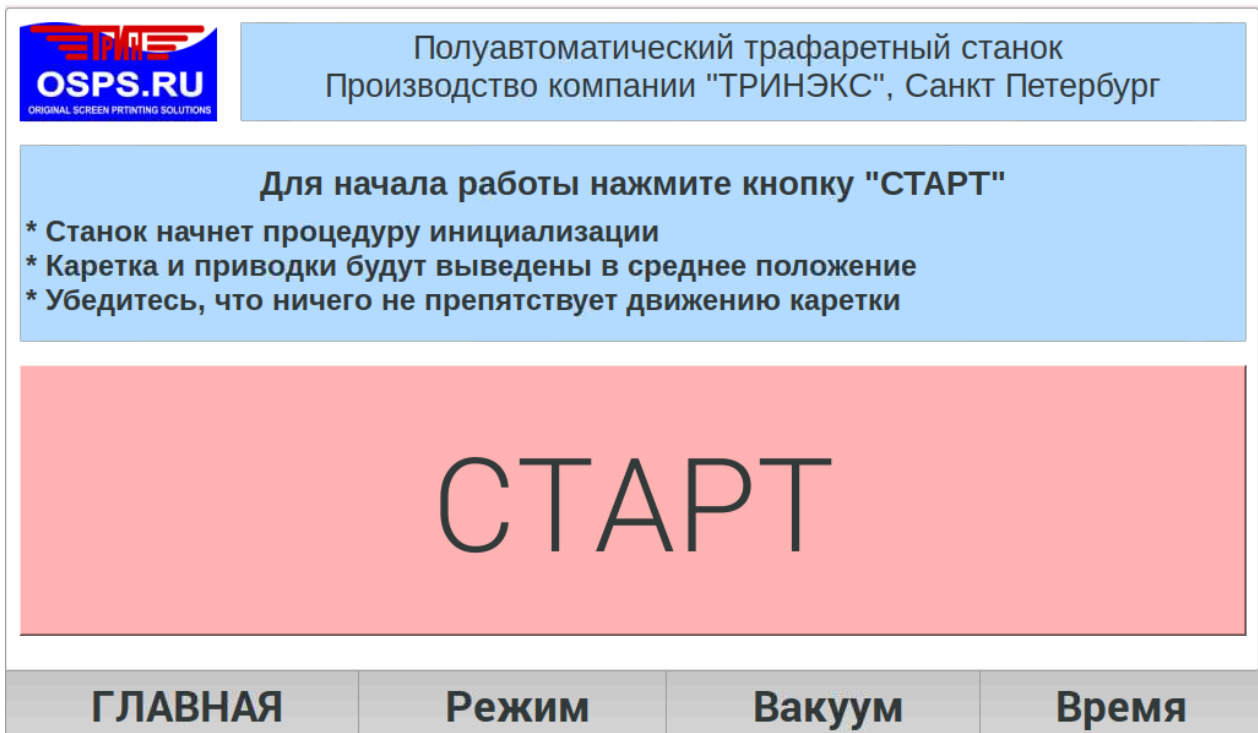 ТРИНЭ
OSPS.RU
ORIGINAL SCREEN PRTINTING SOLUTIONS
Полуавтоматический трафаретный станок
Производство компании "ТРИНЭКС", Санкт Петербург
Для начала работы нажмите кнопку "СТАРТ"
* Станок начнет процедуру инициализации
* Каретка и приводки будут выведены в среднее положение
* Убедитесь, что ничего не препятствует движению каретки
СТАРТ
ГЛАВНАЯ Режим Вакуум Время